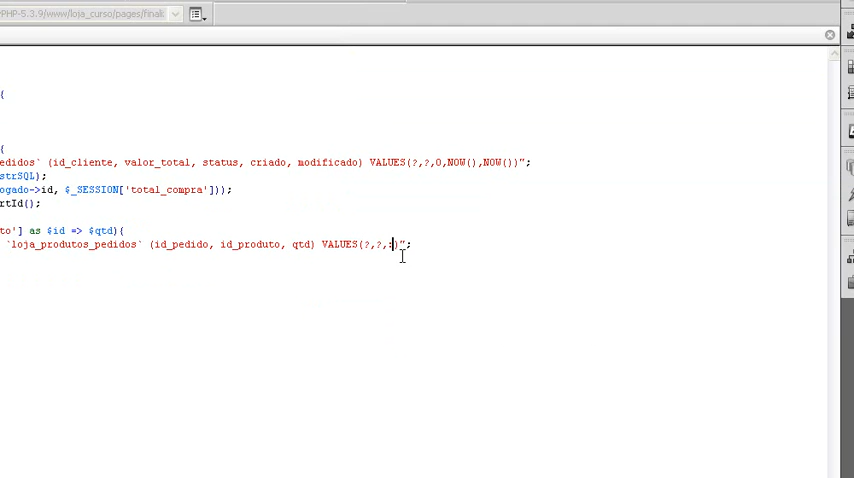 PHP-5.3.9/www/loja_curso/pages/finali
{
{
edidos` (id_cliente, valor_total, status, criado, modificado) VALUES(?,?,0,NOW(),NOW())";
strSQL);
ogado->id, $_SESSION['total_compra']));
rtId();
to'] as $id => $qtd){
`loja_produtos_pedidos` (id_pedido, id_produto, qtd) VALUES(?,?,:)";